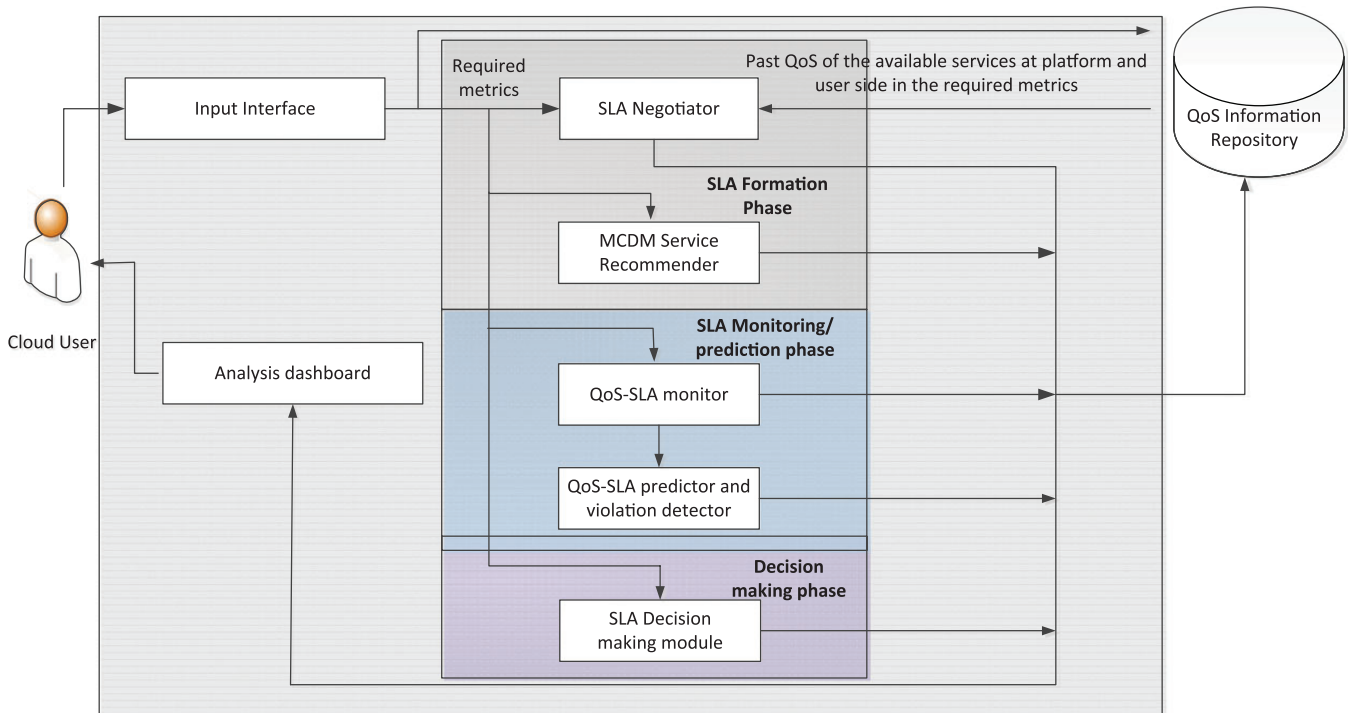 Required
metrics
Past QoS of the available services at platform and
user side in the required metrics
Input Interface
SLA Negotiator
QoS Information
Repository
SLA Formation
Phase
MCDM Service
Recommender
Cloud User
SLA Monitoring/
prediction phase
Analysis dashboard
QoS-SLA monitor
QoS-SLA predictor and
violation detector
Decision
making phase
SLA Decision
making module